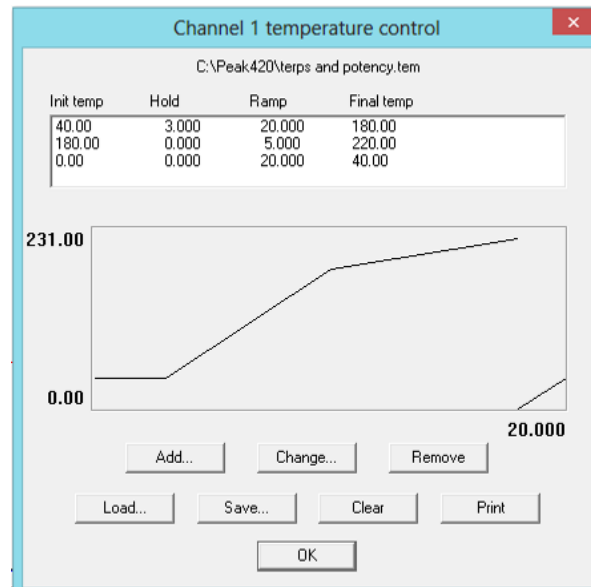 Channel 1 temperature control
C:\Peak420\terps and potency.tem
Init temp Hold Ramp Final temp
40.00 3.000 20.000 180.00
180.00 0.000 5.000 220.00
0.00 0.000 20.000 40.00
231.00
0.00
20.000
Add... Change... Remove
Load... Save... Clear Print
OK